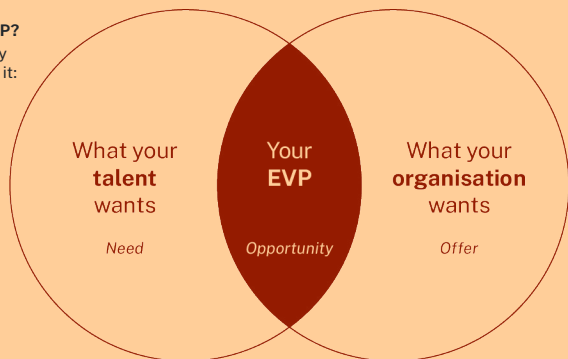 P?
y
it:
What your
talent
wants
Need
Your
EVP
Opportunity
What your
organisation
wants
Offer